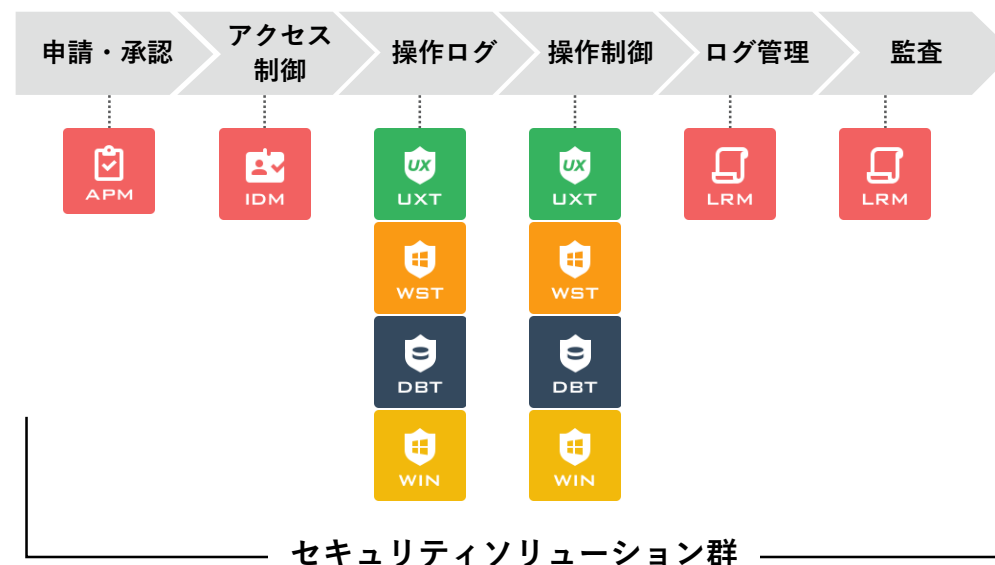 申請・承認
アクセス
制御
操作ログ
操作制御
ログ管理
監査
APM
IDM
UX
UXT
UX
UXT
LRM
LRM
WST
WST
DBT
DBT
WIN
WIN
セキュリティソリューション群